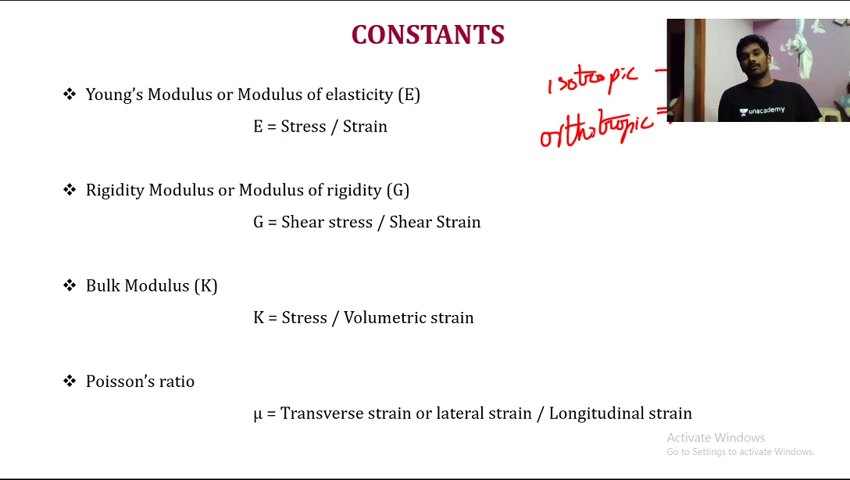 CONSTANTS
❖ Young's Modulus or Modulus of elasticity (E)
E = Stress / Strain
isotropic –
orthotropic =
unacademy
❖ Rigidity Modulus or Modulus of rigidity (G)
G = Shear stress / Shear Strain
❖ Bulk Modulus (K)
K = Stress / Volumetric strain
❖ Poisson's ratio
μ = Transverse strain or lateral strain / Longitudinal strain
Activate Windows
Go to Settings to activate Windows.